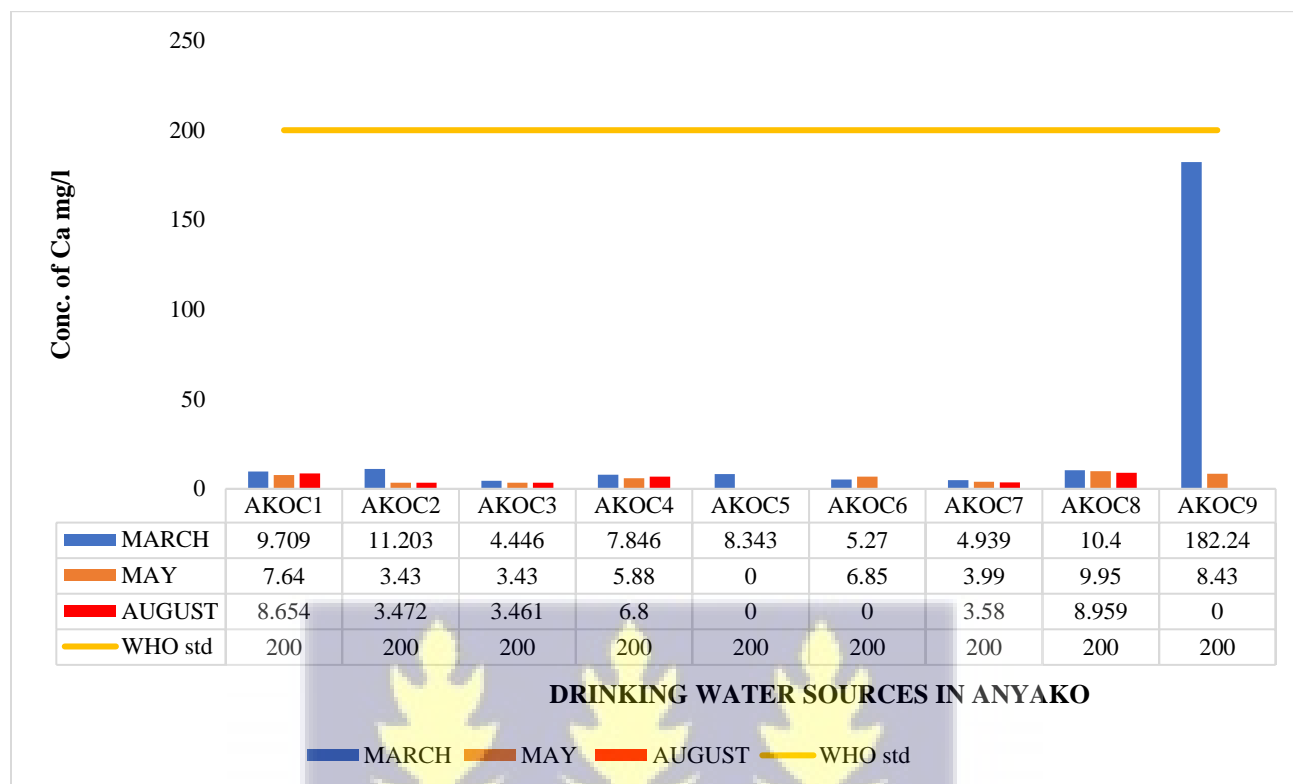 250
200
150
100
50
0
Conc. of Ca mg/l
AKOC1 AKOC2 AKOC3 AKOC4 AKOC5 AKOC6 AKOC7 AKOC8 AKOC9
MARCH 9.709 11.203 4.446 7.846 8.343 5.27 4.939 10.4 182.24
MAY 7.64 3.43 3.43 5.88 0 6.85 3.99 9.95 8.43
AUGUST 8.654 3.472 3.461 6.8 0 0 3.58 8.959 0
WHO std 200 200 200 200 200 200 200 200 200
DRINKING WATER SOURCES IN ANYAKO
MARCH MAY AUGUST WHO std